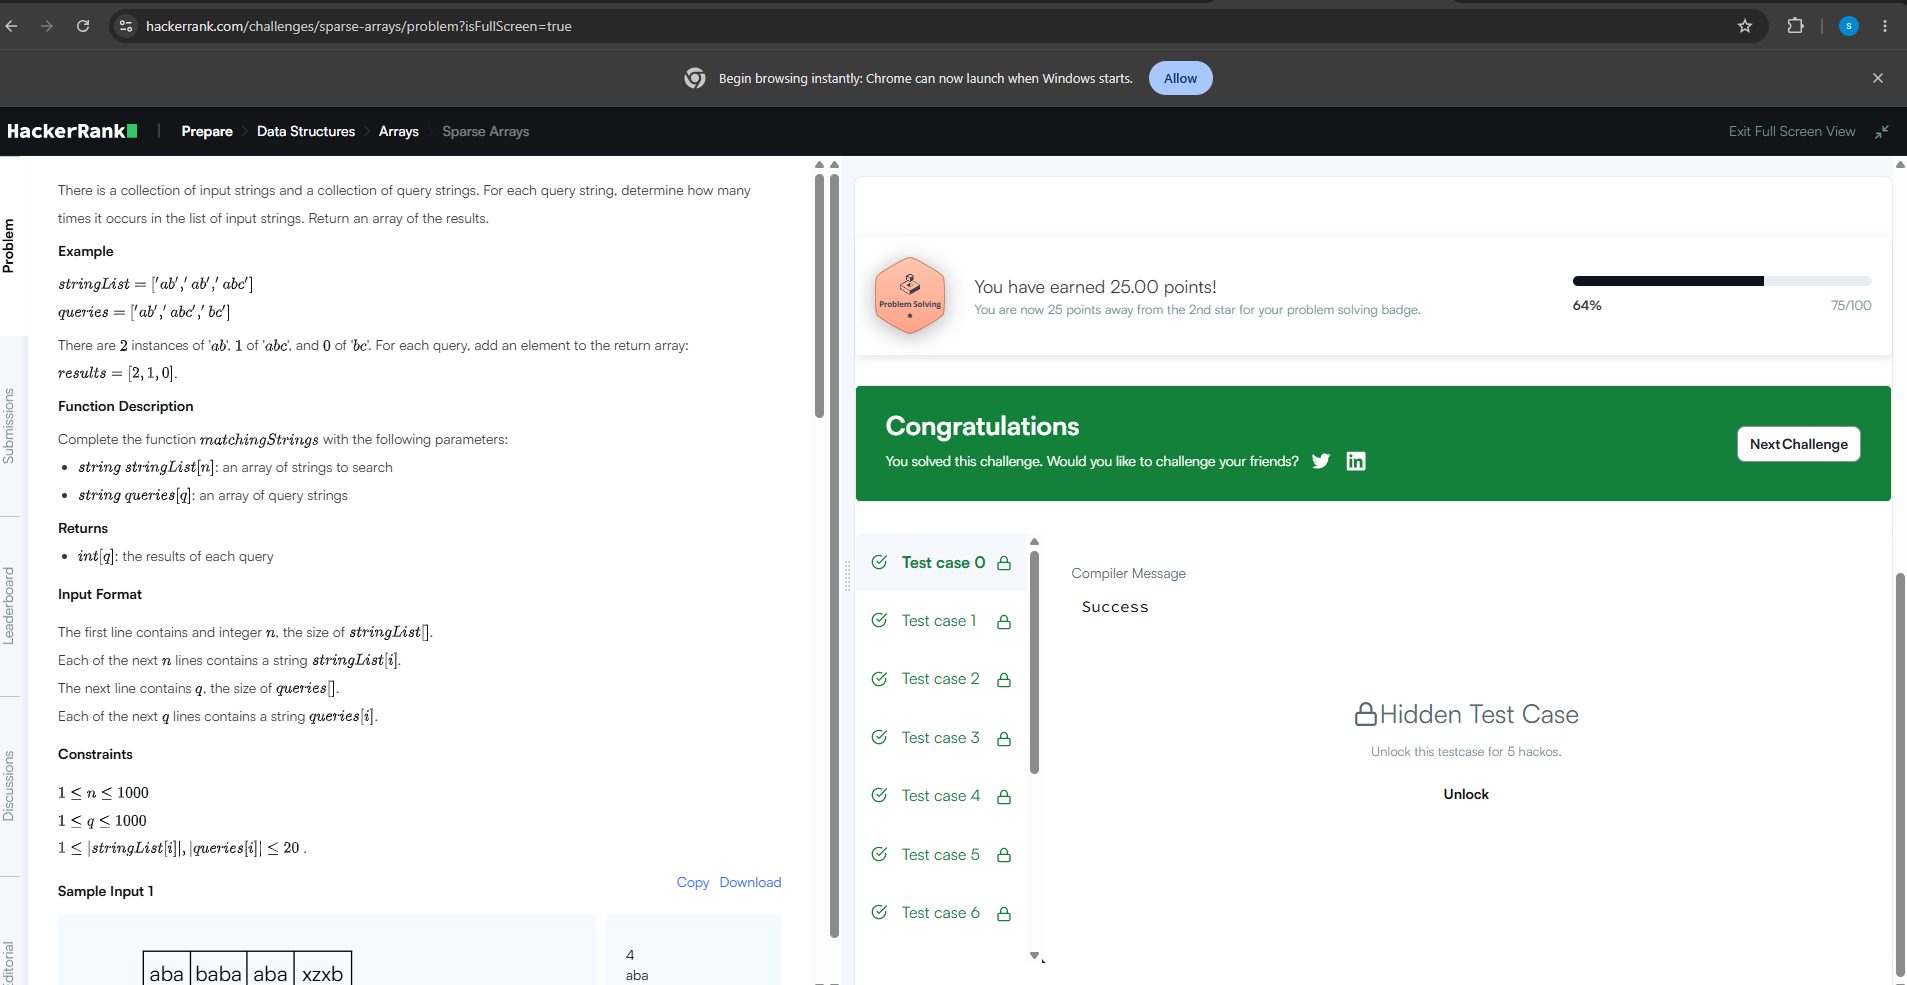 hackerrank.com/challenges/sparse-arrays/problem?isFullScreen=true
S
Begin browsing instantly: Chrome can now launch when Windows starts.
Allow
HackerRank
Prepare
Data Structures
Arrays
Sparse Arrays
Exit Full Screen View
Problem
Submissions
Leaderboard
Discussions
Editorial
There is a collection of input strings and a collection of query strings. For each query string, determine how many
times it occurs in the list of input strings. Return an array of the results.
Example
stringList = ['ab',' ab',' abc']
queries = ['ab',' abc',' bc']
There are 2 instances of 'ab', 1 of 'abc', and 0 of 'bc'. For each query, add an element to the return array:
results = [2, 1, 0].
Function Description
Complete the function matchingStrings with the following parameters:
• string stringList[n]: an array of strings to search
• string queries[q]: an array of query strings
Returns
• int[q]: the results of each query
Input Format
The first line contains and integer n, the size of stringList[].
Each of the next n lines contains a string stringList[i].
The next line contains q, the size of queries[].
Each of the next q lines contains a string queries[i].
Constraints
1 ≤ n ≤ 1000
1 ≤ q ≤ 1000
1 ≤ |stringList[i]|, |queries[i]| ≤ 20 .
Sample Input 1
Copy Download
aba baba aba xzxb
4
aba
Problem Solving
You have earned 25.00 points!
You are now 25 points away from the 2nd star for your problem solving badge.
64%
75/100
Congratulations
You solved this challenge. Would you like to challenge your friends?
Next Challenge
Test case 0
Test case 1
Test case 2
Test case 3
Test case 4
Test case 5
Test case 6
Compiler Message
Success
Hidden Test Case
Unlock this testcase for 5 hackos.
Unlock